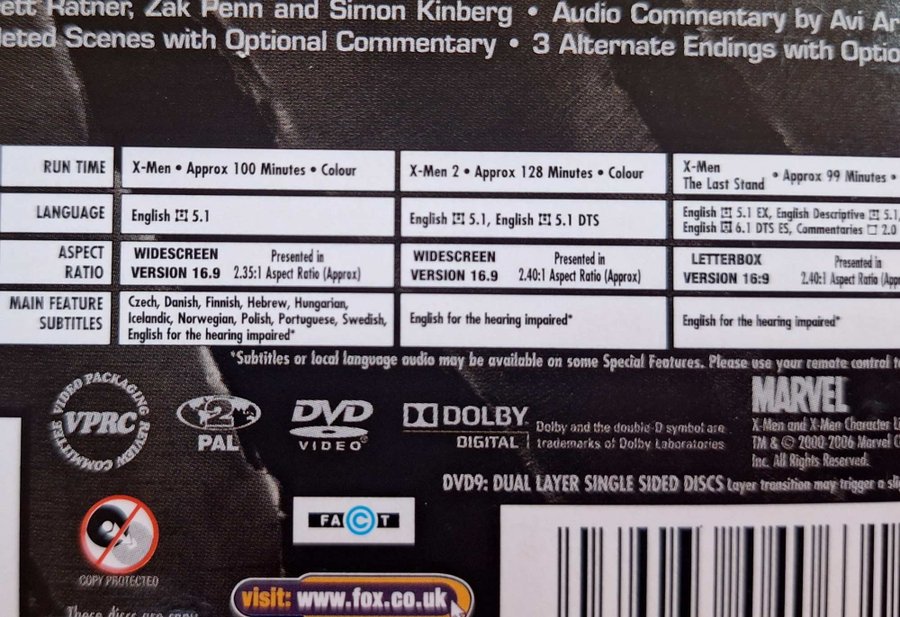 ett Ratner, Zak Penn and Simon Kinberg • Audio Commentary by Avi Ar
leted Scenes with Optional Commentary • 3 Alternate Endings with Optio
RUN TIME
X-Men • Approx 100 Minutes • Colour
X-Men 2 • Approx 128 Minutes • Colour
X-Men
The Last Stand • Approx 99 Minutes •
LANGUAGE
English 5.1
English 5.1, English 5.1 DTS
English 5.1 EX, English Descriptive 5.1,
English 6.1 DTS ES, Commentaries 2.0
ASPECT
RATIO
WIDESCREEN
VERSION 16.9
Presented in
2.35:1 Aspect Ratio (Approx)
WIDESCREEN
VERSION 16.9
Presented in
2.40:1 Aspect Ratio (Approx)
LETTERBOX
VERSION 16:9
Presented in
2.40:1 Aspect Ratio (App
MAIN FEATURE
SUBTITLES
Czech, Danish, Finnish, Hebrew, Hungarian,
Icelandic, Norwegian, Polish, Portuguese, Swedish,
English for the hearing impaired*
English for the hearing impaired*
English for the hearing impaired*
*Subtitles or local language audio may be available on some Special Features. Please use your remote control t
VIDEO PACKAGING
REVIEW COMMITTEE
VPRC
2
PAL
DVD
VIDEO
DOLBY
DIGITAL
Dolby and the double-D symbol are
trademarks of Dolby Laboratories
MARVEL
X-Men and X-Men Character Li
TM & © 2000-2006 Marvel C
Inc. All Rights Reserved.
DVD9: DUAL LAYER SINGLE SIDED DISCS Layer transition may trigger a sli
COPY PROTECTED
FACT
visit: www.fox.co.uk
These discs are copy